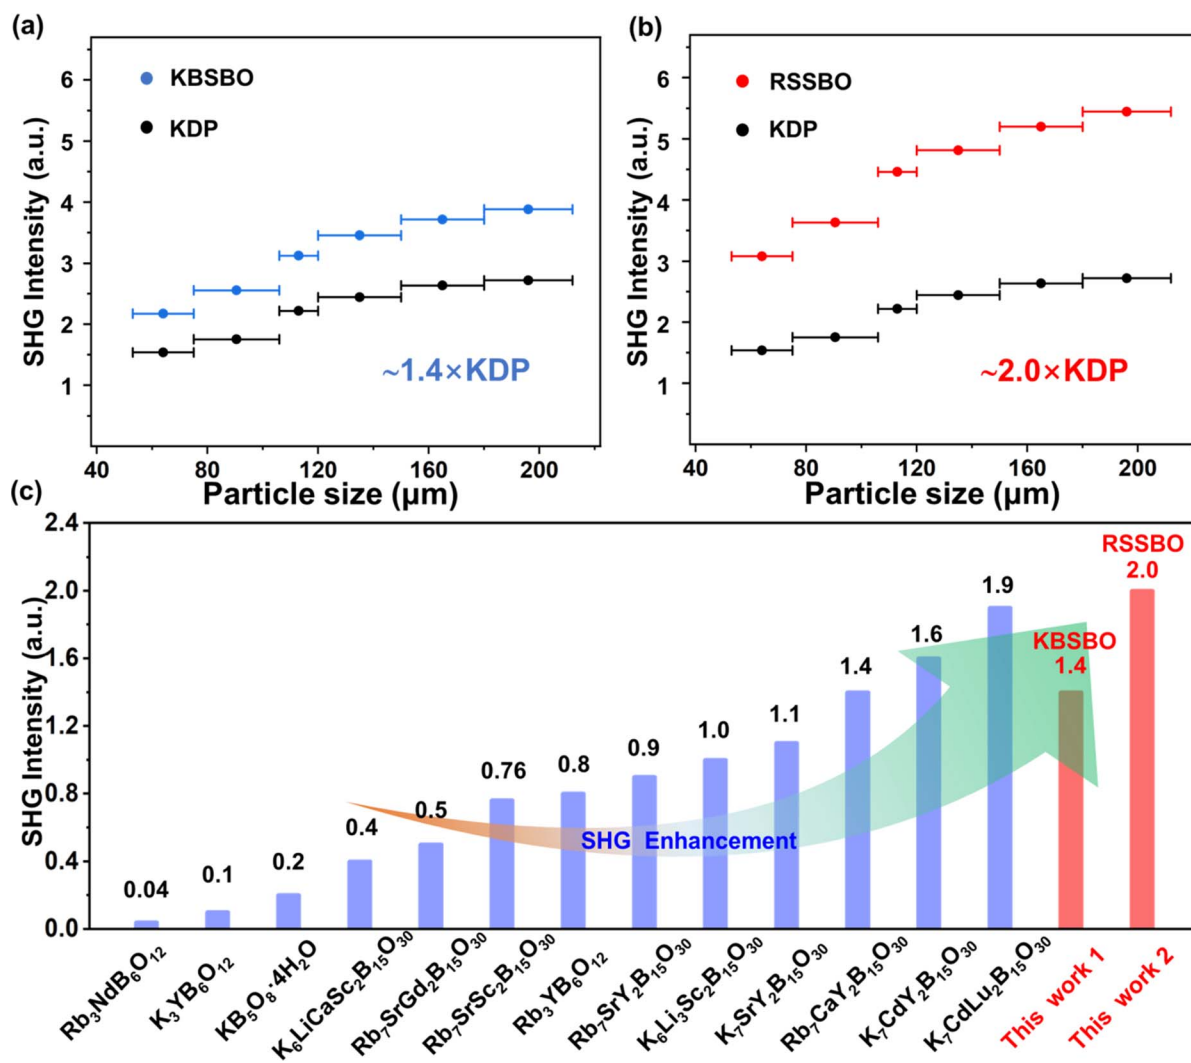 (a)
6
5
4
3
2
1
SHG Intensity (a.u.)
KBSBO
KDP
~1.4×KDP
40 80 120 160 200
Particle size (μm)
(b)
6
5
4
3
2
1
SHG Intensity (a.u.)
RSSBO
KDP
~2.0×KDP
40 80 120 160 200
Particle size (μm)
(c)
2.4
2.0
1.6
1.2
0.8
0.4
0.0
SHG Intensity (a.u.)
0.04
0.1
0.2
0.4
0.5
0.76
0.8
0.9
1.0
1.1
1.4
1.6
1.9
KBSBO
1.4
RSSBO
2.0
SHG Enhancement
Rb₃NdB₆O₁₂
K₃YB₆O₁₂
KB₅O₈·4H₂O
K₆LiCaSc₂B₁₅O₃₀
Rb₇SrGd₂B₁₅O₃₀
Rb₇SrSc₂B₁₅O₃₀
Rb₃YB₆O₁₂
Rb₇SrY₂B₁₅O₃₀
K₆Li₃Sc₂B₁₅O₃₀
K₇SrY₂B₁₅O₃₀
Rb₇CaY₂B₁₅O₃₀
K₇CdY₂B₁₅O₃₀
K₇CdLu₂B₁₅O₃₀
This work 1
This work 2